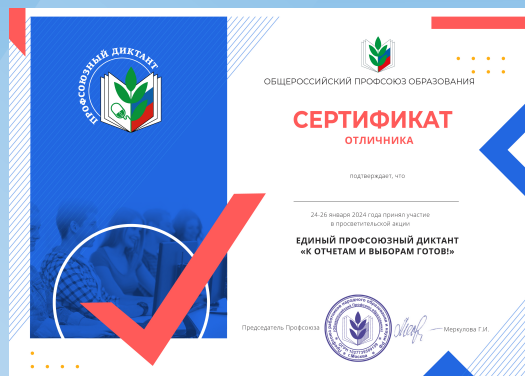 ПРОФСОЮЗНЫЙ ДИКТАНТ
ОБЩЕРОССИЙСКИЙ ПРОФСОЮЗ ОБРАЗОВАНИЯ
СЕРТИФИКАТ
ОТЛИЧНИКА
подтверждает, что
24-26 января 2024 года принял участие
в просветительской акции
ЕДИНЫЙ ПРОФСОЮЗНЫЙ ДИКТАНТ
«К ОТЧЕТАМ И ВЫБОРАМ ГОТОВ!»
Председатель Профсоюза
Меркулова Г.И.